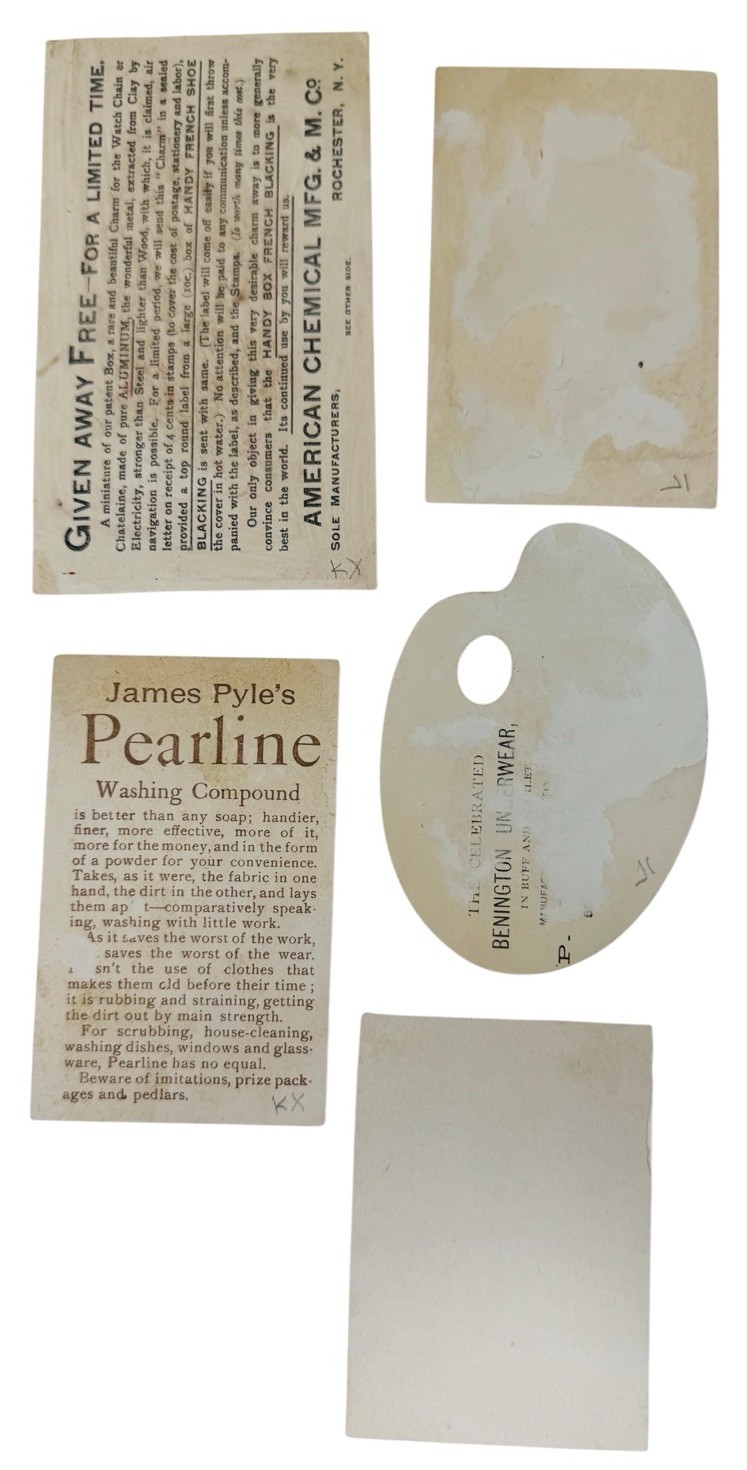 GIVEN AWAY FREE—FOR A LIMITED TIME.
A miniature of our patent Box, a rare and beautiful Charm for the Watch Chain or
Chatelaine, made of pure ALUMINUM, the wonderful metal, extracted from Clay by
Electricity, stronger than Steel and lighter than Wood, with which, it is claimed, air
navigation is possible. For a limited period, we will send this "Charm" in a sealed
letter on receipt of 4 cents in stamps (to cover the cost of postage, stationery and labor),
provided a top round label from a large (10c.) box of HANDY FRENCH SHOE
BLACKING is sent with same. (The label will come off easily if you will first throw
the cover in hot water.) No attention will be paid to any communication unless accom-
panied with the label, as described, and the Stamps. (Is worth many times this cost.)
Our only object in giving this very desirable charm away is to more generally
convince consumers that the HANDY BOX FRENCH BLACKING is the very
best in the world. Its continued use by you will reward us.
AMERICAN CHEMICAL MFG. & M. CO.
SOLE MANUFACTURERS, ROCHESTER, N. Y.
SEE OTHER SIDE.
KX
James Pyle's
Pearline
Washing Compound
is better than any soap; handier,
finer, more effective, more of it,
more for the money, and in the form
of a powder for your convenience.
Takes, as it were, the fabric in one
hand, the dirt in the other, and lays
them ap t—comparatively speak-
ing, washing with little work.
As it saves the worst of the work,
saves the worst of the wear.
sn't the use of clothes that
makes them old before their time;
it is rubbing and straining, getting
the dirt out by main strength.
For scrubbing, house-cleaning,
washing dishes, windows and glass-
ware, Pearline has no equal.
Beware of imitations, prize pack-
ages and pedlars.
KX
THE CELEBRATED
BENINGTON UN ERWEAR,
IN BUFF AND
P.